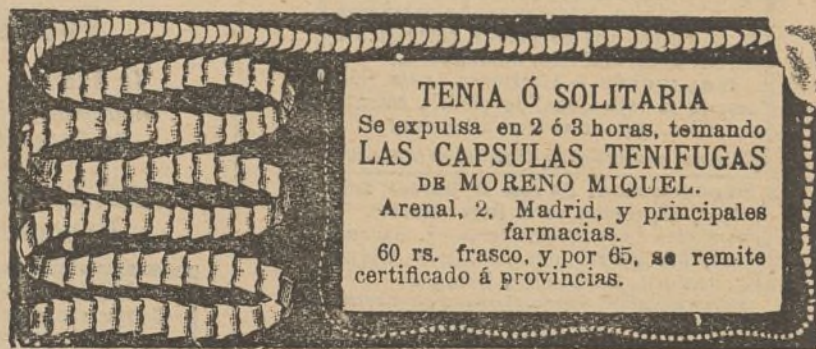 TENIA Ó SOLITARIA
Se expulsa en 2 ó 3 horas, temando
LAS CAPSULAS TENIFUGAS
DE MORENO MIQUEL.
Arenal, 2, Madrid, y principales
farmacias.
60 rs. frasco, y por 65, se remite
certificado á provincias.